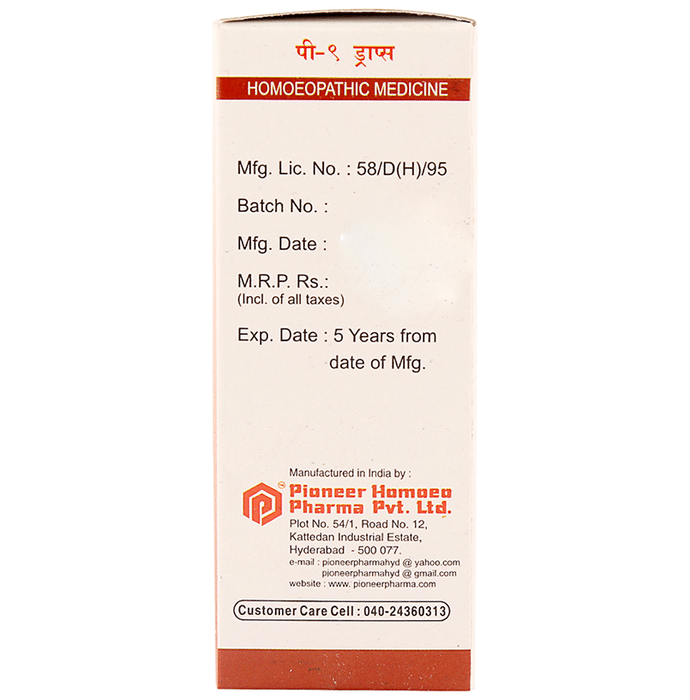 पी-९ ड्राप्स
HOMOEOPATHIC MEDICINE
Mfg. Lic. No. : 58/D(H)/95
Batch No. :
Mfg. Date :
M.R.P. Rs.:
(Incl. of all taxes)
Exp. Date : 5 Years from
date of Mfg.
Manufactured in India by :
Pioneer Homoeo
Pharma Pvt. Ltd.
Plot No. 54/1, Road No. 12,
Kattedan Industrial Estate,
Hyderabad - 500 077.
e-mail : pioneerpharmahyd @ yahoo.com
pioneerpharmahyd @ gmail.com
website : www. pioneerpharma.com
Customer Care Cell : 040-24360313